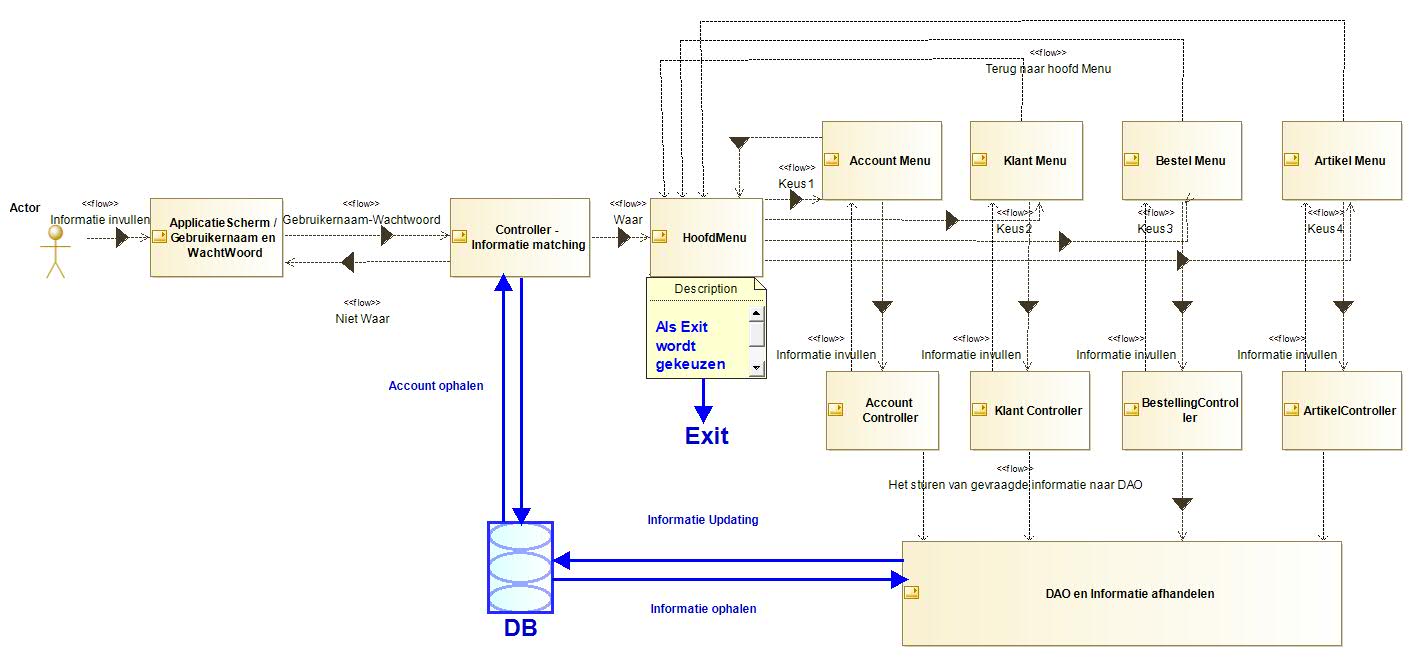 <<flow>>
Terug naar hoofd Menu
Account Menu
Klant Menu
Bestel Menu
Artikel Menu
<<flow>>
Keus1
Actor
<<flow>>
Informatie invullen
ApplicatieScherm /
Gebruikernaam en
WachtWoord
<<flow>>
Gebruikernaam-Wachtwoord
Controller -
Informatie matching
<<flow>>
Waar
HoofdMenu
<<flow>>
Keus2
<<flow>>
Keus3
<<flow>>
Keus4
<<flow>>
Niet Waar
Description
Als Exit
wordt
gekeuzen
Exit
<<flow>>
Informatie invullen
<<flow>>
Informatie invullen
<<flow>>
Informatie invullen
<<flow>>
Informatie invullen
Account ophalen
Account
Controller
Klant Controller
BestellingControl
ler
ArtikelController
<<flow>>
Het sturen van gevraagde informatie naar DAO
Informatie Updating
DAO en Informatie afhandelen
Informatie ophalen
DB